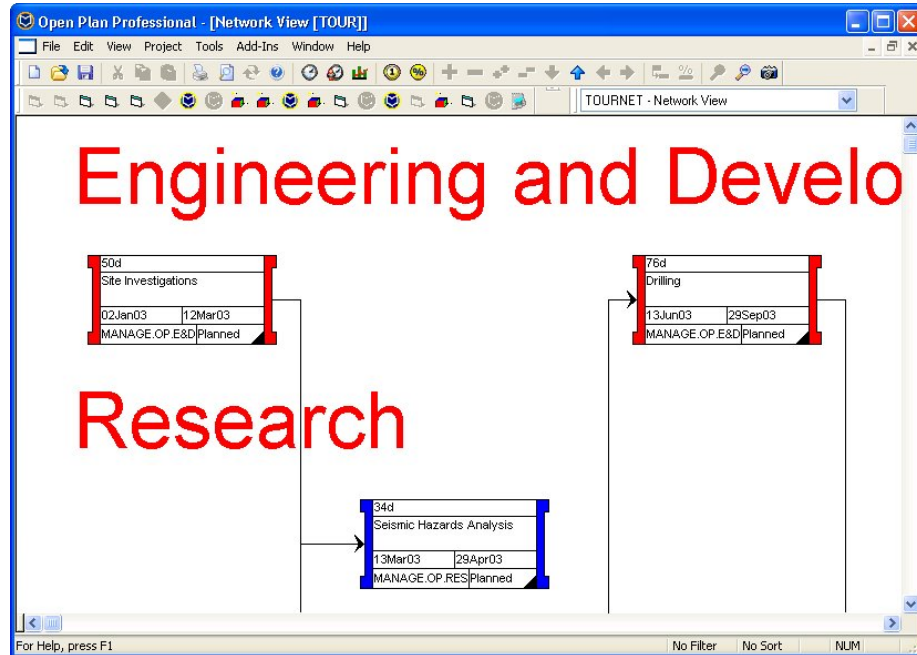 Open Plan Professional - [Network View [TOUR]]
File Edit View Project Tools Add-Ins Window Help
TOURNET - Network View
Engineering and Develo
50d
Site Investigations
02Jan03 12Mar03
MANAGE.OP.E&D Planned
76d
Drilling
13Jun03 29Sep03
MANAGE.OP.E&D Planned
Research
34d
Seismic Hazards Analysis
13Mar03 29Apr03
MANAGE.OP.RES Planned
For Help, press F1 No Filter No Sort NUM